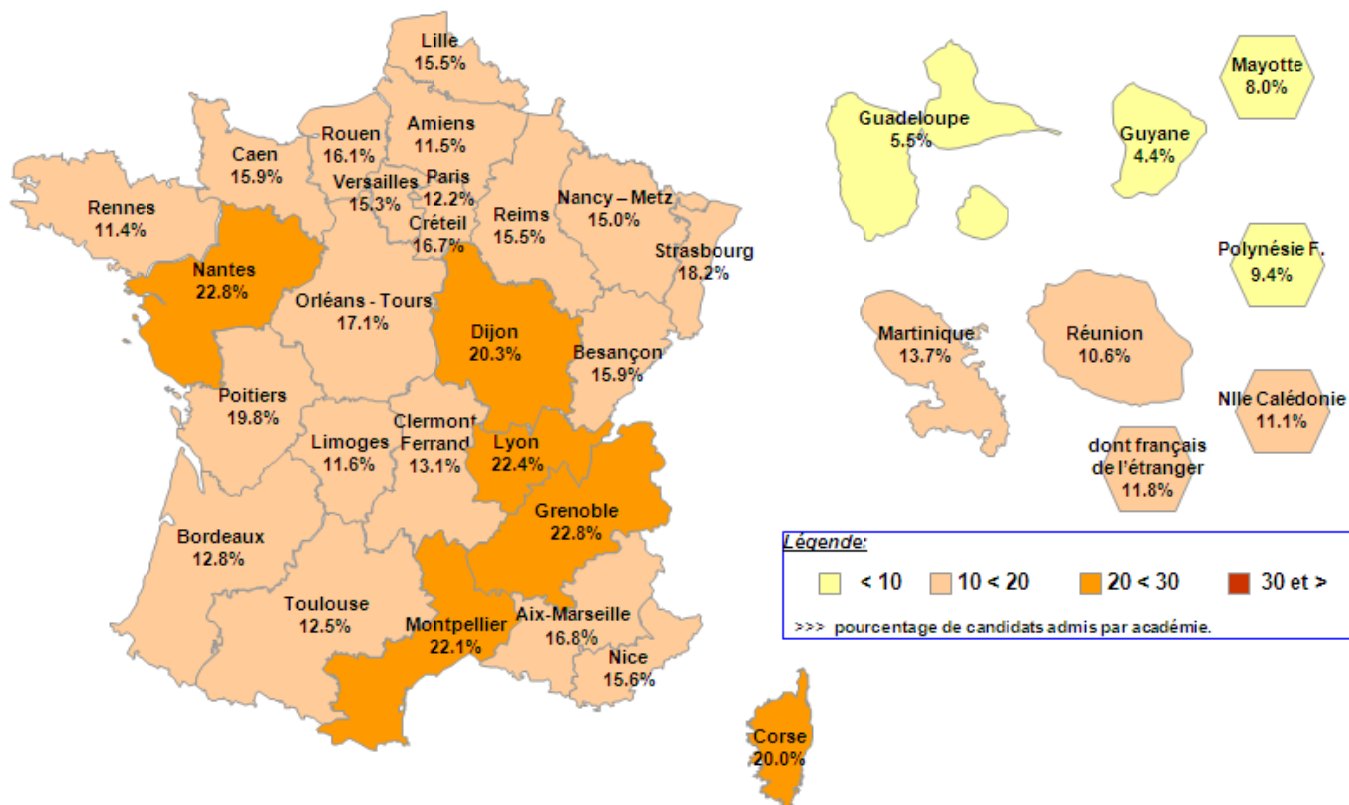 Lille
15.5%
Amiens
11.5%
Rouen
16.1%
Caen
15.9%
Versailles
15.3%
Paris
12.2%
Créteil
16.7%
Reims
15.5%
Nancy – Metz
15.0%
Strasbourg
18.2%
Rennes
11.4%
Nantes
22.8%
Orléans - Tours
17.1%
Dijon
20.3%
Besançon
15.9%
Poitiers
19.8%
Limoges
11.6%
Clermont
Ferrand
13.1%
Lyon
22.4%
Grenoble
22.8%
Bordeaux
12.8%
Toulouse
12.5%
Montpellier
22.1%
Aix-Marseille
16.8%
Nice
15.6%
Corse
20.0%
Guadeloupe
5.5%
Guyane
4.4%
Mayotte
8.0%
Polynésie F.
9.4%
Martinique
13.7%
Réunion
10.6%
Nlle Calédonie
11.1%
dont français
de l'étranger
11.8%
Légende:
< 10 10 < 20 20 < 30 30 et >
>>> pourcentage de candidats admis par académie.